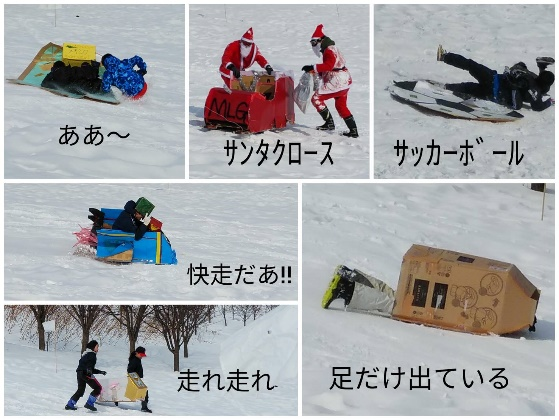 ああ～
MLG
サンタクロース
サッカーボール
快走だあ!!
走れ走れ
足だけ出ている